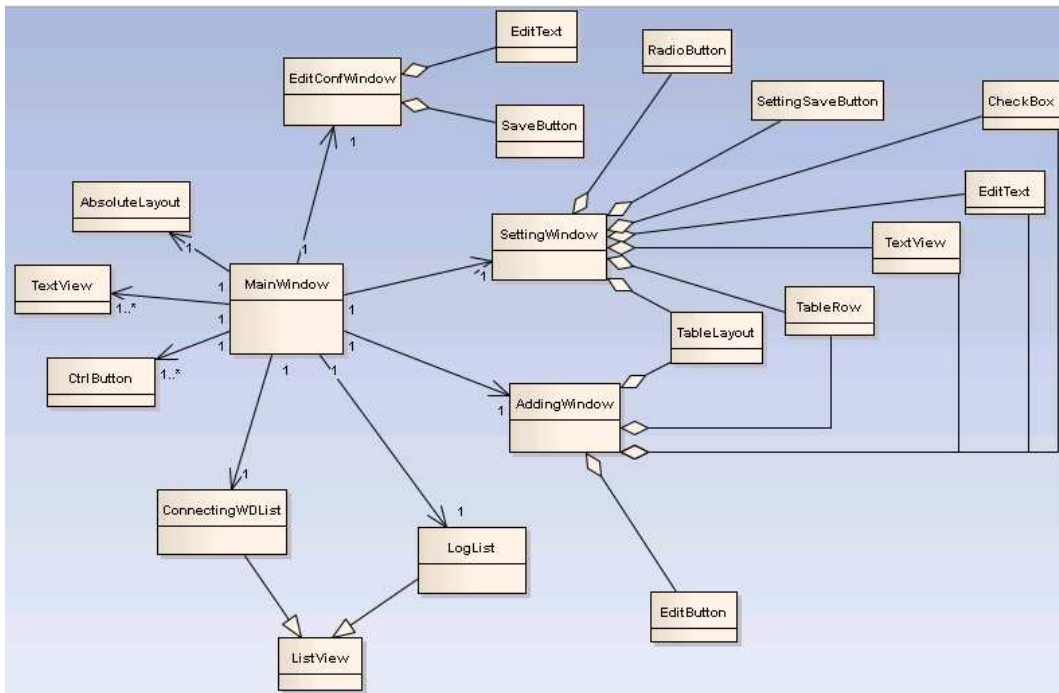 EditText
RadioButton
EditConfWindow
SettingSaveButton
CheckBox
SaveButton
1
AbsoluteLayout
EditText
SettingWindow
TextView
1
1
TextView
MainWindow
1
1
1
1..*
1
TableRow
TableLayout
1
1
CtrlButton
1..*
1
1
AddingWindow
1
1
ConnectingWDList
1
LogList
EditButton
ListView